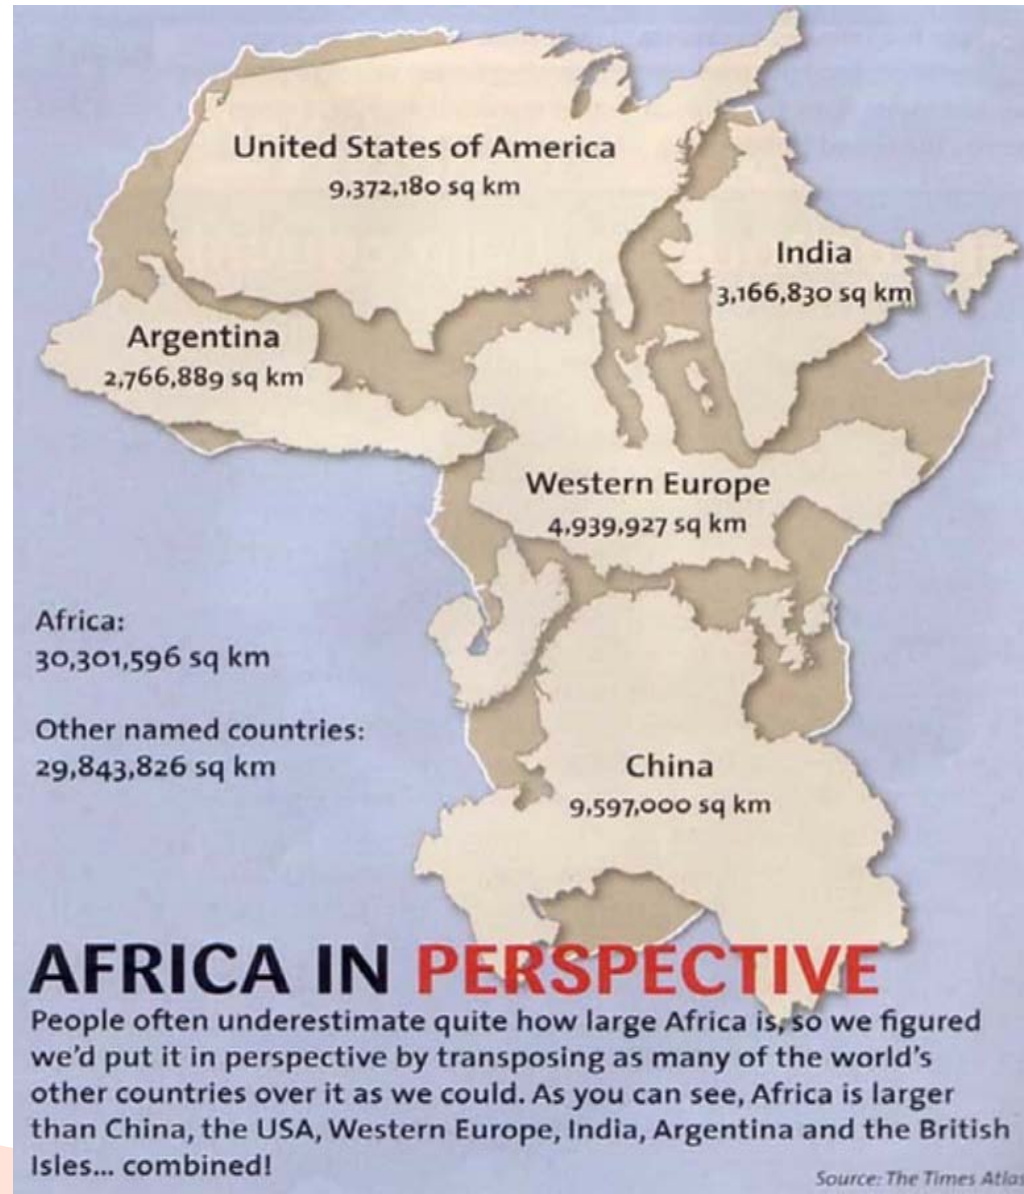 United States of America
9,372,180 sq km
India
3,166,830 sq km
Argentina
2,766,889 sq km
Western Europe
4,939,927 sq km
Africa:
30,301,596 sq km
Other named countries:
29,843,826 sq km
China
9,597,000 sq km
AFRICA IN PERSPECTIVE
People often underestimate quite how large Africa is, so we figured
we'd put it in perspective by transposing as many of the world's
other countries over it as we could. As you can see, Africa is larger
than China, the USA, Western Europe, India, Argentina and the British
Isles... combined!
Source: The Times Atlas